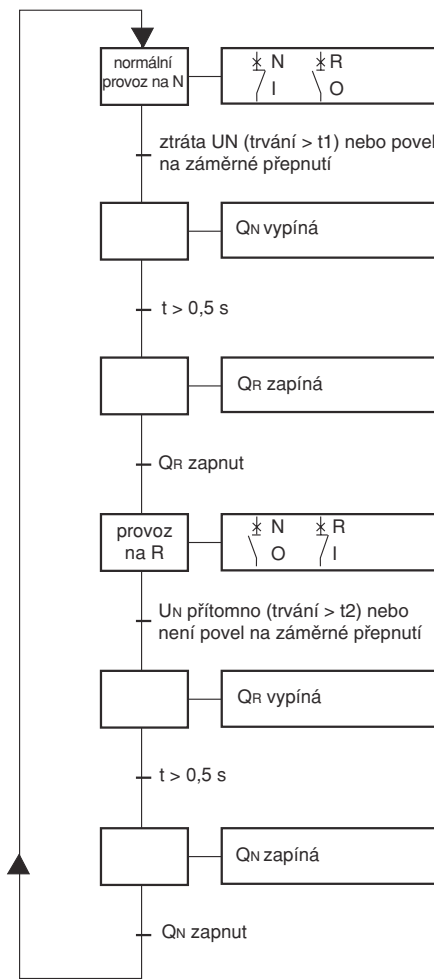 normální
provoz na N
N R
I O
ztráta UN (trvání > t1) nebo povel
na záměrné přepnutí
QN vypíná
t > 0,5 s
QR zapíná
QR zapnut
provoz
na R
N R
O I
UN přítomno (trvání > t2) nebo
není povel na záměrné přepnutí
QR vypíná
t > 0,5 s
QN zapíná
QN zapnut